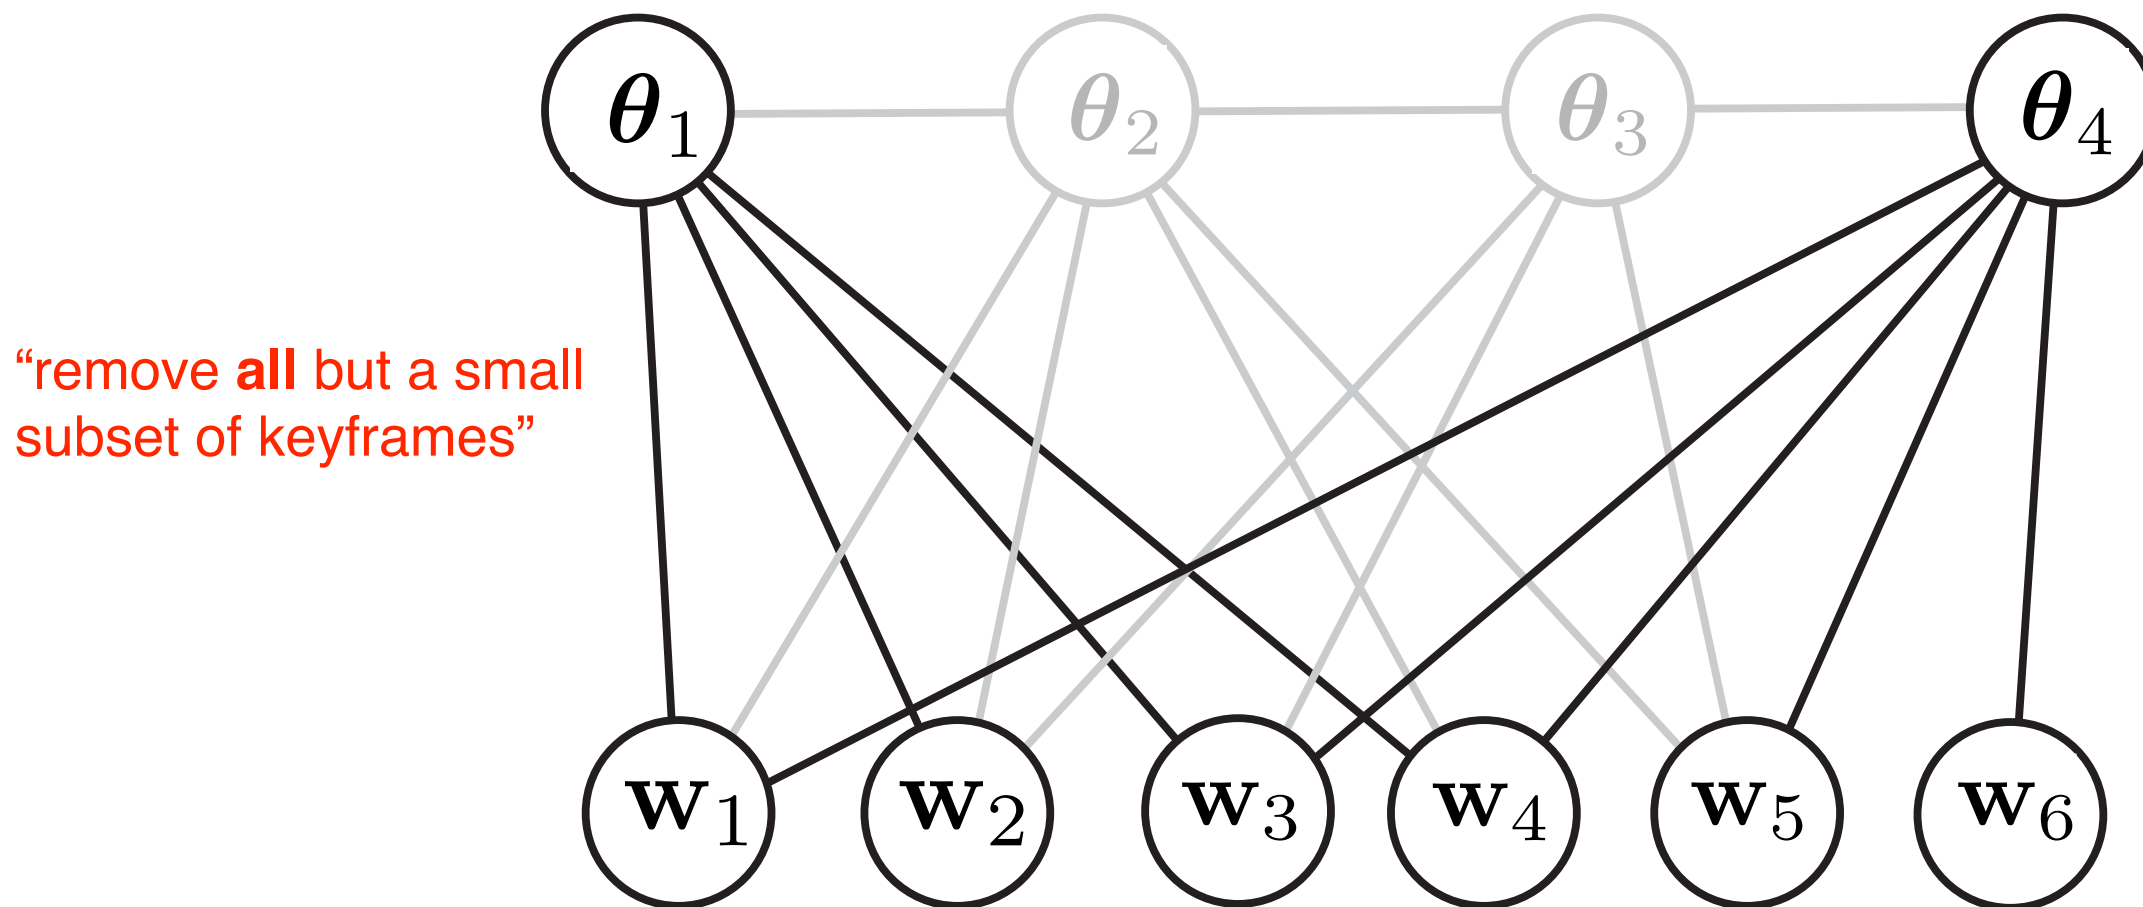 θ1 θ2 θ3 θ4
“remove all but a small
subset of keyframes”
w1 w2 w3 w4 w5 w6